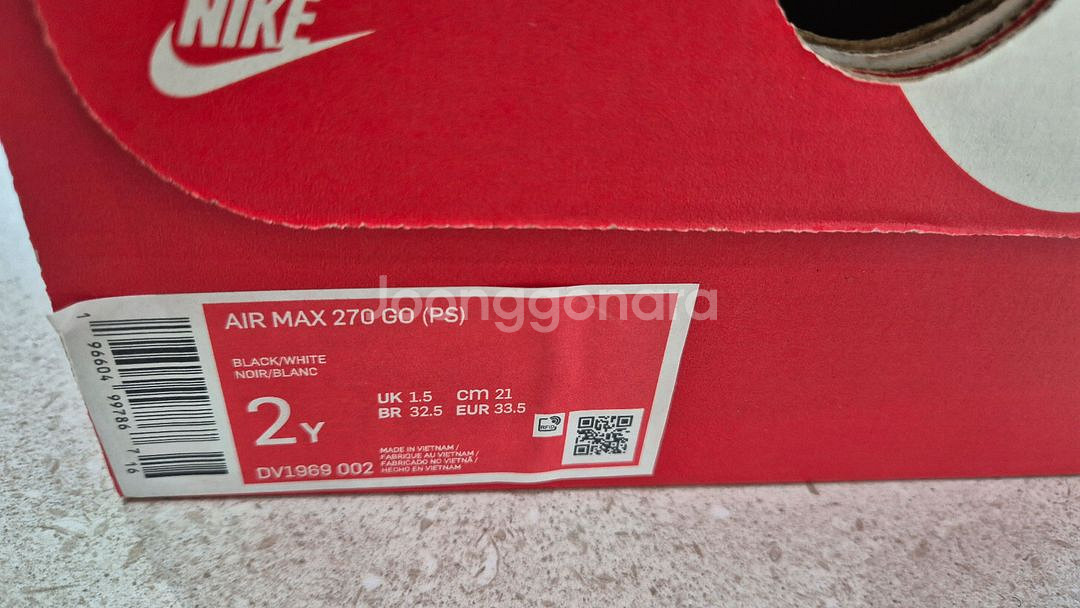 NIKE
Joonggonara
AIR MAX 270 GO (PS)
BLACK/WHITE
NOIR/BLANC
2Y
UK 1.5 cm 21
BR 32.5 EUR 33.5
RFID
DV1969 002
MADE IN VIETNAM /
FABRIQUE AU VIETNAM /
FABRICADO NO VIETNÃ /
HECHO EN VIETNAM
1 96604 99786 7 16